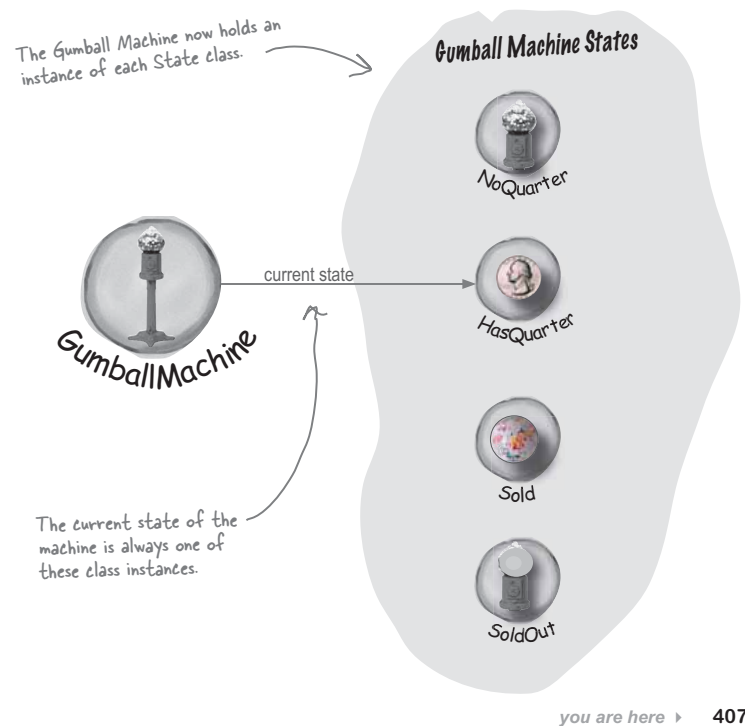 The Gumball Machine now holds an
instance of each State class.
Gumball Machine States
NoQuarter
current state
HasQuarter
GumballMachine
Sold
The current state of the
machine is always one of
these class instances.
SoldOut
you are here ▸ 407